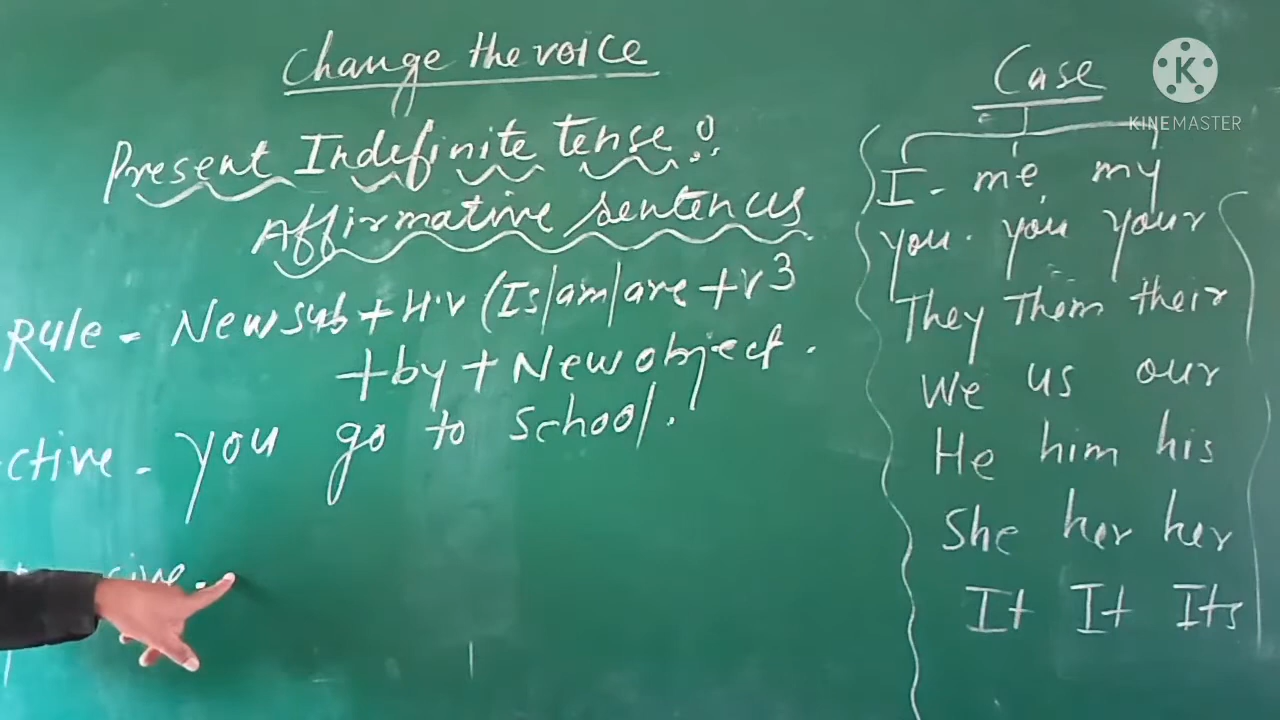 Change the voice
Present Indefinite tense :
Affirmative sentences
Rule - New sub + H.v (Is/am/are + v3
+ by + New object.
ctive - you go to school.
sive -
Case
I - me my
you - you your
They Them their
We us our
He him his
She her her
It It Its
K
KINEMASTER